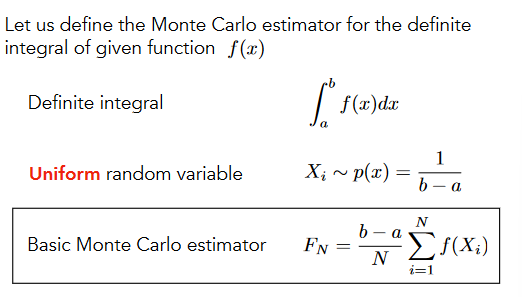 Let us define the Monte Carlo estimator for the definite
integral of given function f(x)
Definite integral ∫_a^b f(x)dx
Uniform random variable X_i ~ p(x) = 1/(b − a)
Basic Monte Carlo estimator F_N = (b − a)/N ∑_{i=1}^{N} f(X_i)